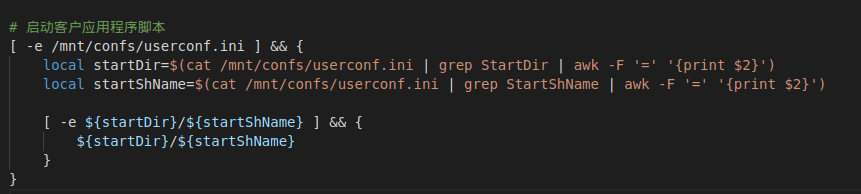 # 启动客户应用程序脚本
[ -e /mnt/confs/userconf.ini ] && {
    local startDir=$(cat /mnt/confs/userconf.ini | grep StartDir | awk -F '=' '{print $2}')
    local startShName=$(cat /mnt/confs/userconf.ini | grep StartShName | awk -F '=' '{print $2}')

    [ -e ${startDir}/${startShName} ] && {
        ${startDir}/${startShName}
    }
}